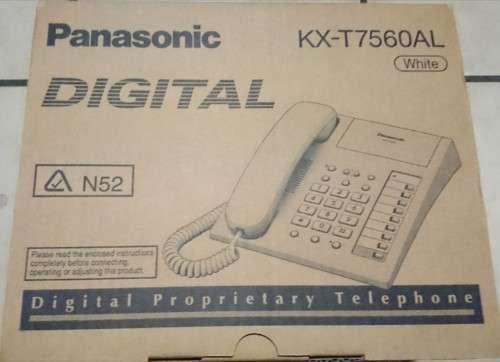 Panasonic
KX-T7560AL
White
DIGITAL
Panasonic
N52
Please read the enclosed instructions
completely before connecting,
operating or adjusting this product.
Digital Proprietary Telephone